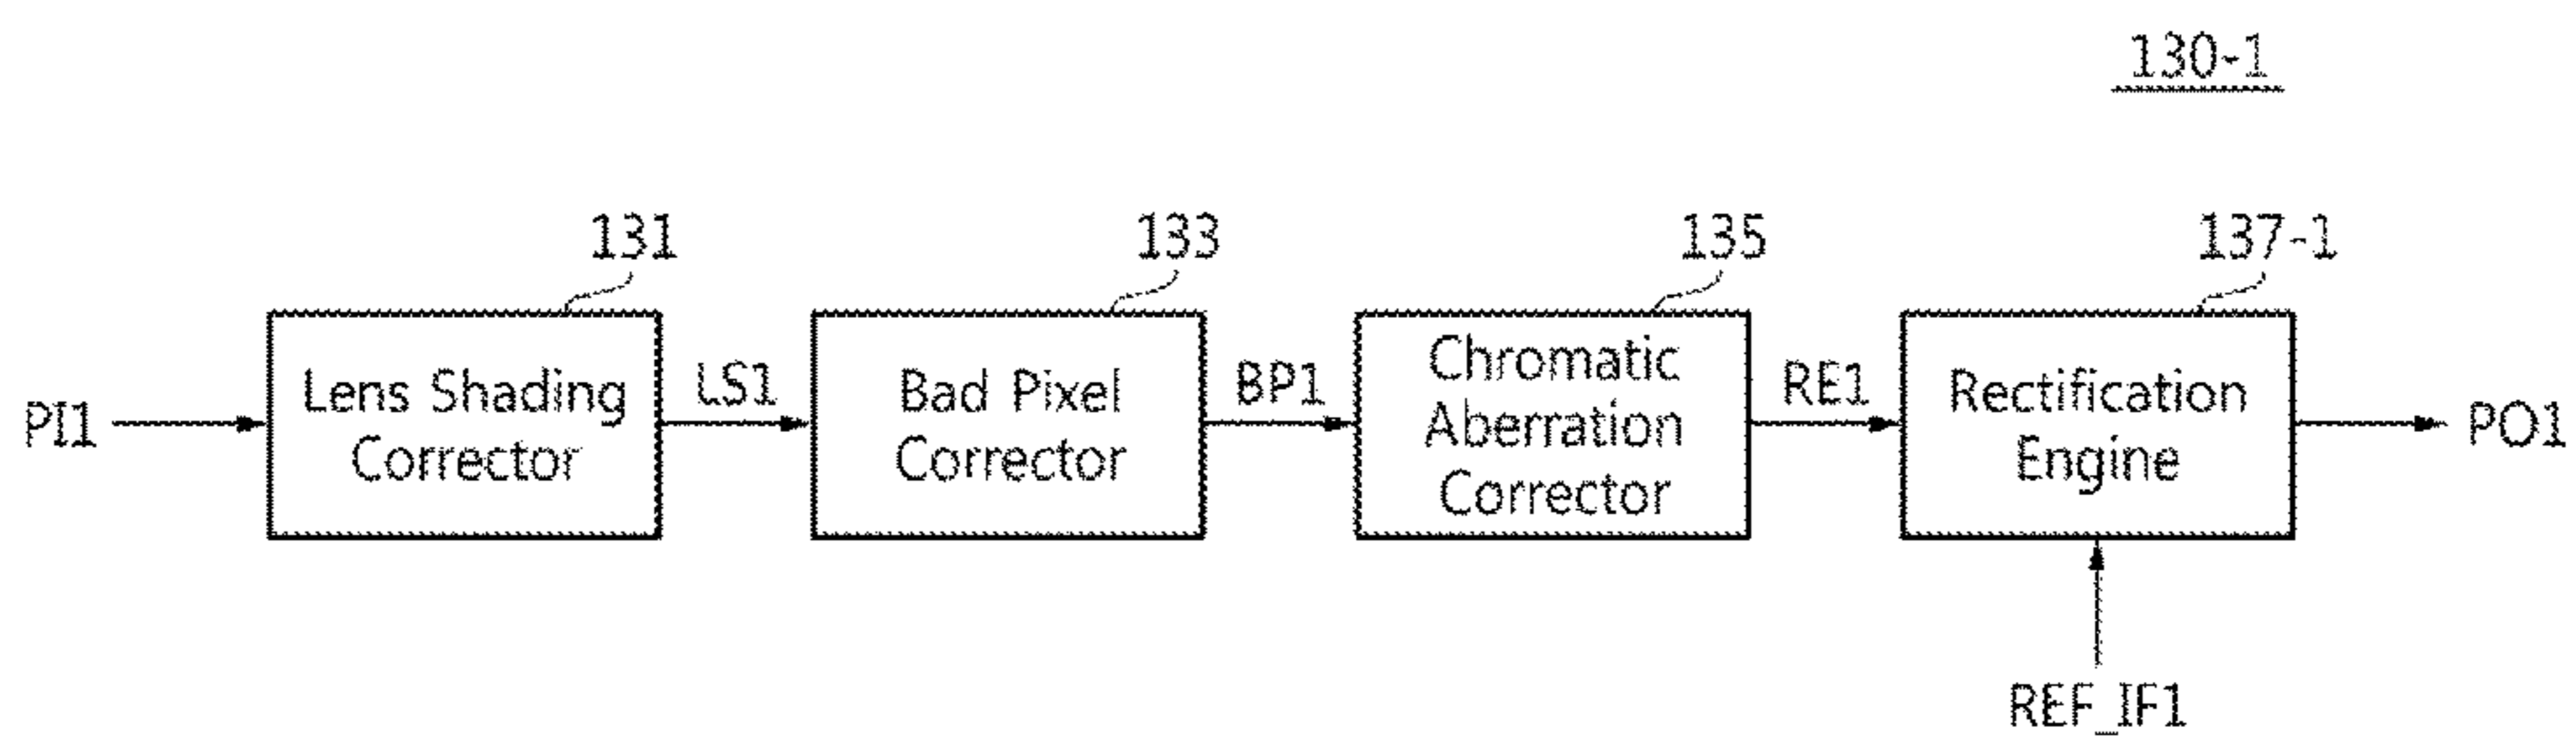 130-1
131
133
135
137-1
PI1
Lens Shading
Corrector
LS1
Bad Pixel
Corrector
BP1
Chromatic
Aberration
Corrector
RE1
Rectification
Engine
PO1
REF_IF1